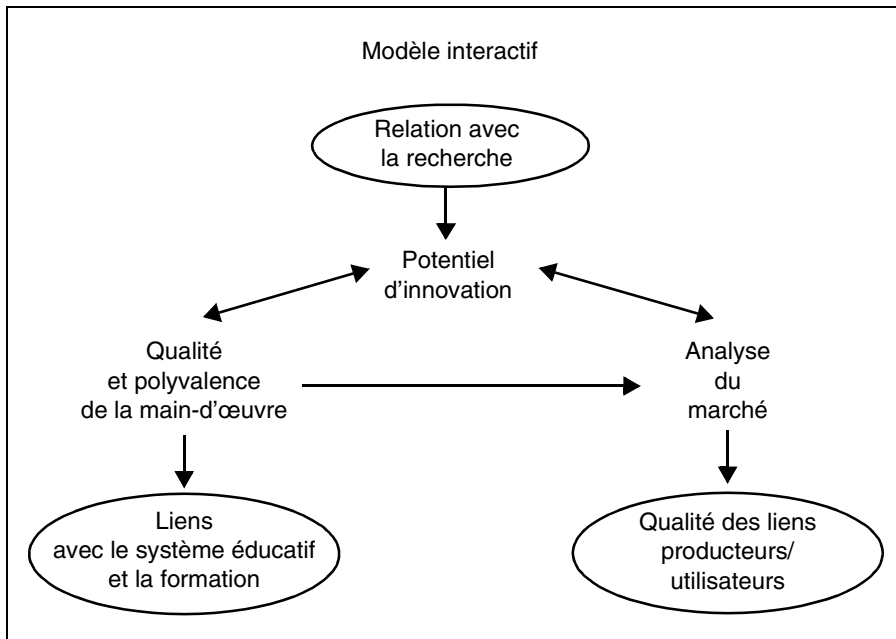 Modèle interactif
Relation avec
la recherche
Potentiel
d'innovation
Qualité
et polyvalence
de la main-d'œuvre
Analyse
du
marché
Liens
avec le système éducatif
et la formation
Qualité des liens
producteurs/
utilisateurs